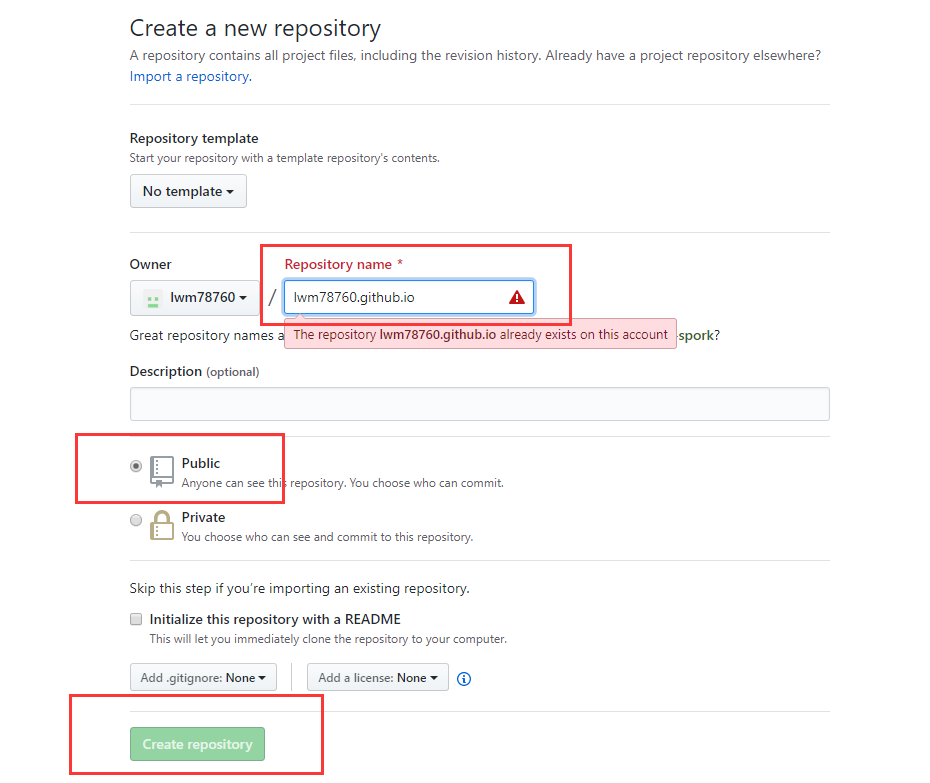 Create a new repository
A repository contains all project files, including the revision history. Already have a project repository elsewhere?
Import a repository.
Repository template
Start your repository with a template repository's contents.
No template
Owner
Repository name *
lwm78760
/
lwm78760.github.io
Great repository names a
The repository lwm78760.github.io already exists on this account
-spork?
Description (optional)
Public
Anyone can see this repository. You choose who can commit.
Private
You choose who can see and commit to this repository.
Skip this step if you're importing an existing repository.
Initialize this repository with a README
This will let you immediately clone the repository to your computer.
Add .gitignore: None
Add a license: None
Create repository